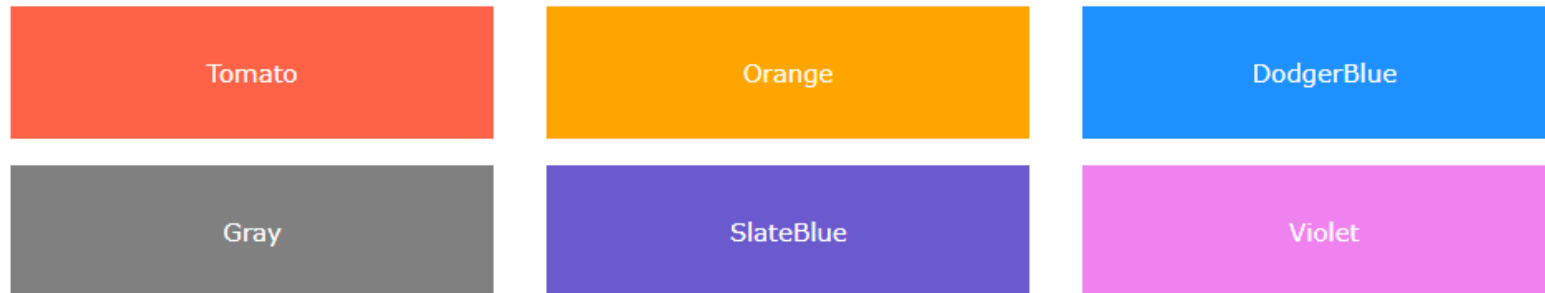 Tomato
Orange
DodgerBlue
Gray
SlateBlue
Violet